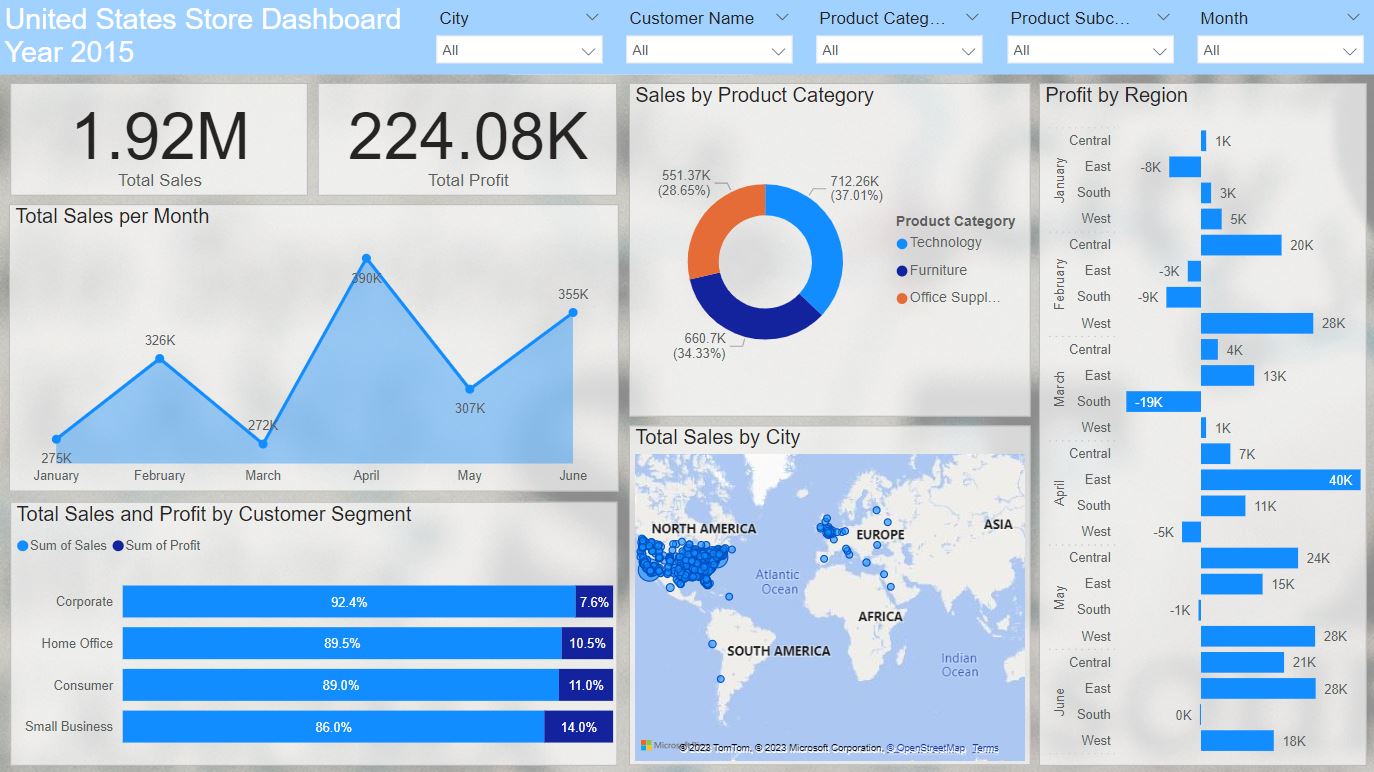 United States Store Dashboard
Year 2015
City
All
Customer Name
All
Product Categ...
All
Product Subc...
All
Month
All
1.92M
Total Sales
224.08K
Total Profit
Total Sales per Month
275K
326K
272K
390K
307K
355K
January February March April May June
Total Sales and Profit by Customer Segment
Sum of Sales Sum of Profit
Corporate 92.4% 7.6%
Home Office 89.5% 10.5%
Consumer 89.0% 11.0%
Small Business 86.0% 14.0%
Sales by Product Category
551.37K
(28.65%)
712.26K
(37.01%)
660.7K
(34.33%)
Product Category
Technology
Furniture
Office Suppl...
Total Sales by City
NORTH AMERICA
EUROPE
ASIA
Atlantic
Ocean
AFRICA
SOUTH AMERICA
Indian
Ocean
© 2023 TomTom, © 2023 Microsoft Corporation, © OpenStreetMap Terms
Profit by Region
January
Central 1K
East -8K
South 3K
West 5K
February
Central 20K
East -3K
South -9K
West 28K
March
Central 4K
East 13K
South -19K
West 1K
April
Central 7K
East 40K
South 11K
West -5K
May
Central 24K
East 15K
South -1K
West 28K
June
Central 21K
East 28K
South 0K
West 18K